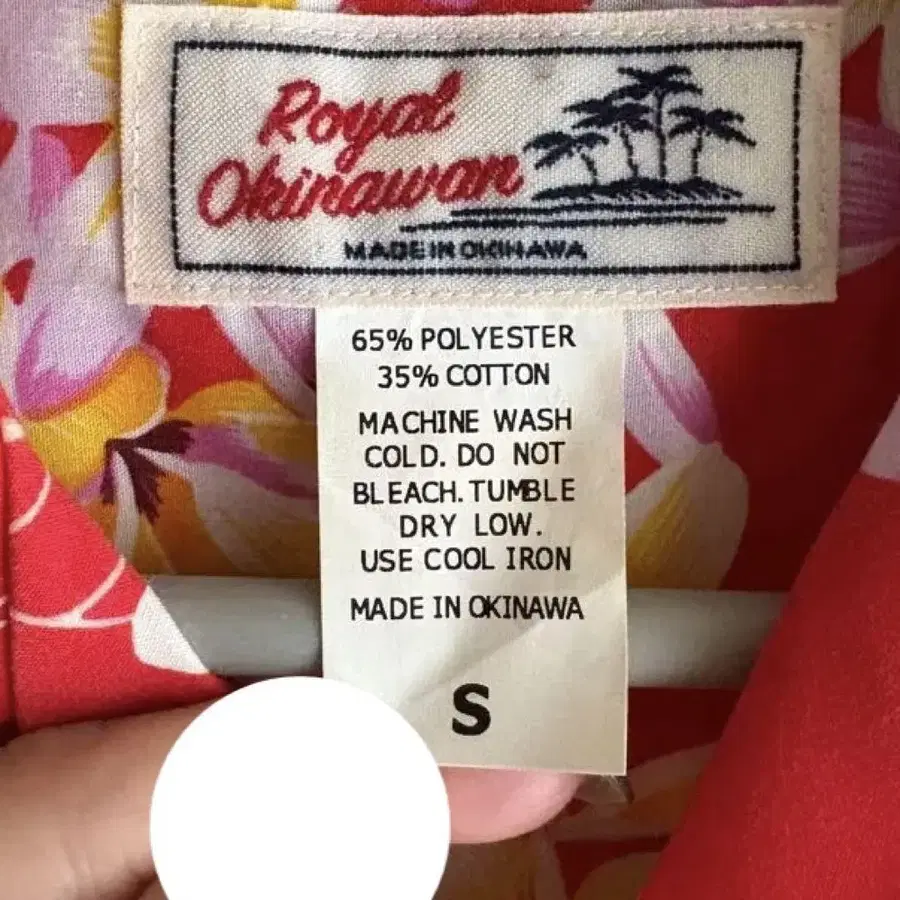 Royal
Okinawan
MADE IN OKINAWA
65% POLYESTER
35% COTTON
MACHINE WASH
COLD. DO NOT
BLEACH. TUMBLE
DRY LOW.
USE COOL IRON
MADE IN OKINAWA
S